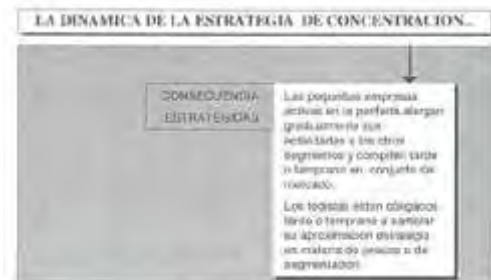 LA DINAMICA DE LA ESTRATEGIA DE CONCENTRACION...
CONSECUENCIA
ESTRATEGICAS
Las pequeñas empresas
activas en la periferia alargan
gradualmente sus
actividades a los otros
segmentos y compiten tarde
o temprano en conjunto de
mercado.
Los están obligados
tarde o temprano a cambiar
su aproximación estrategia
en materia de precios o de
segmentación